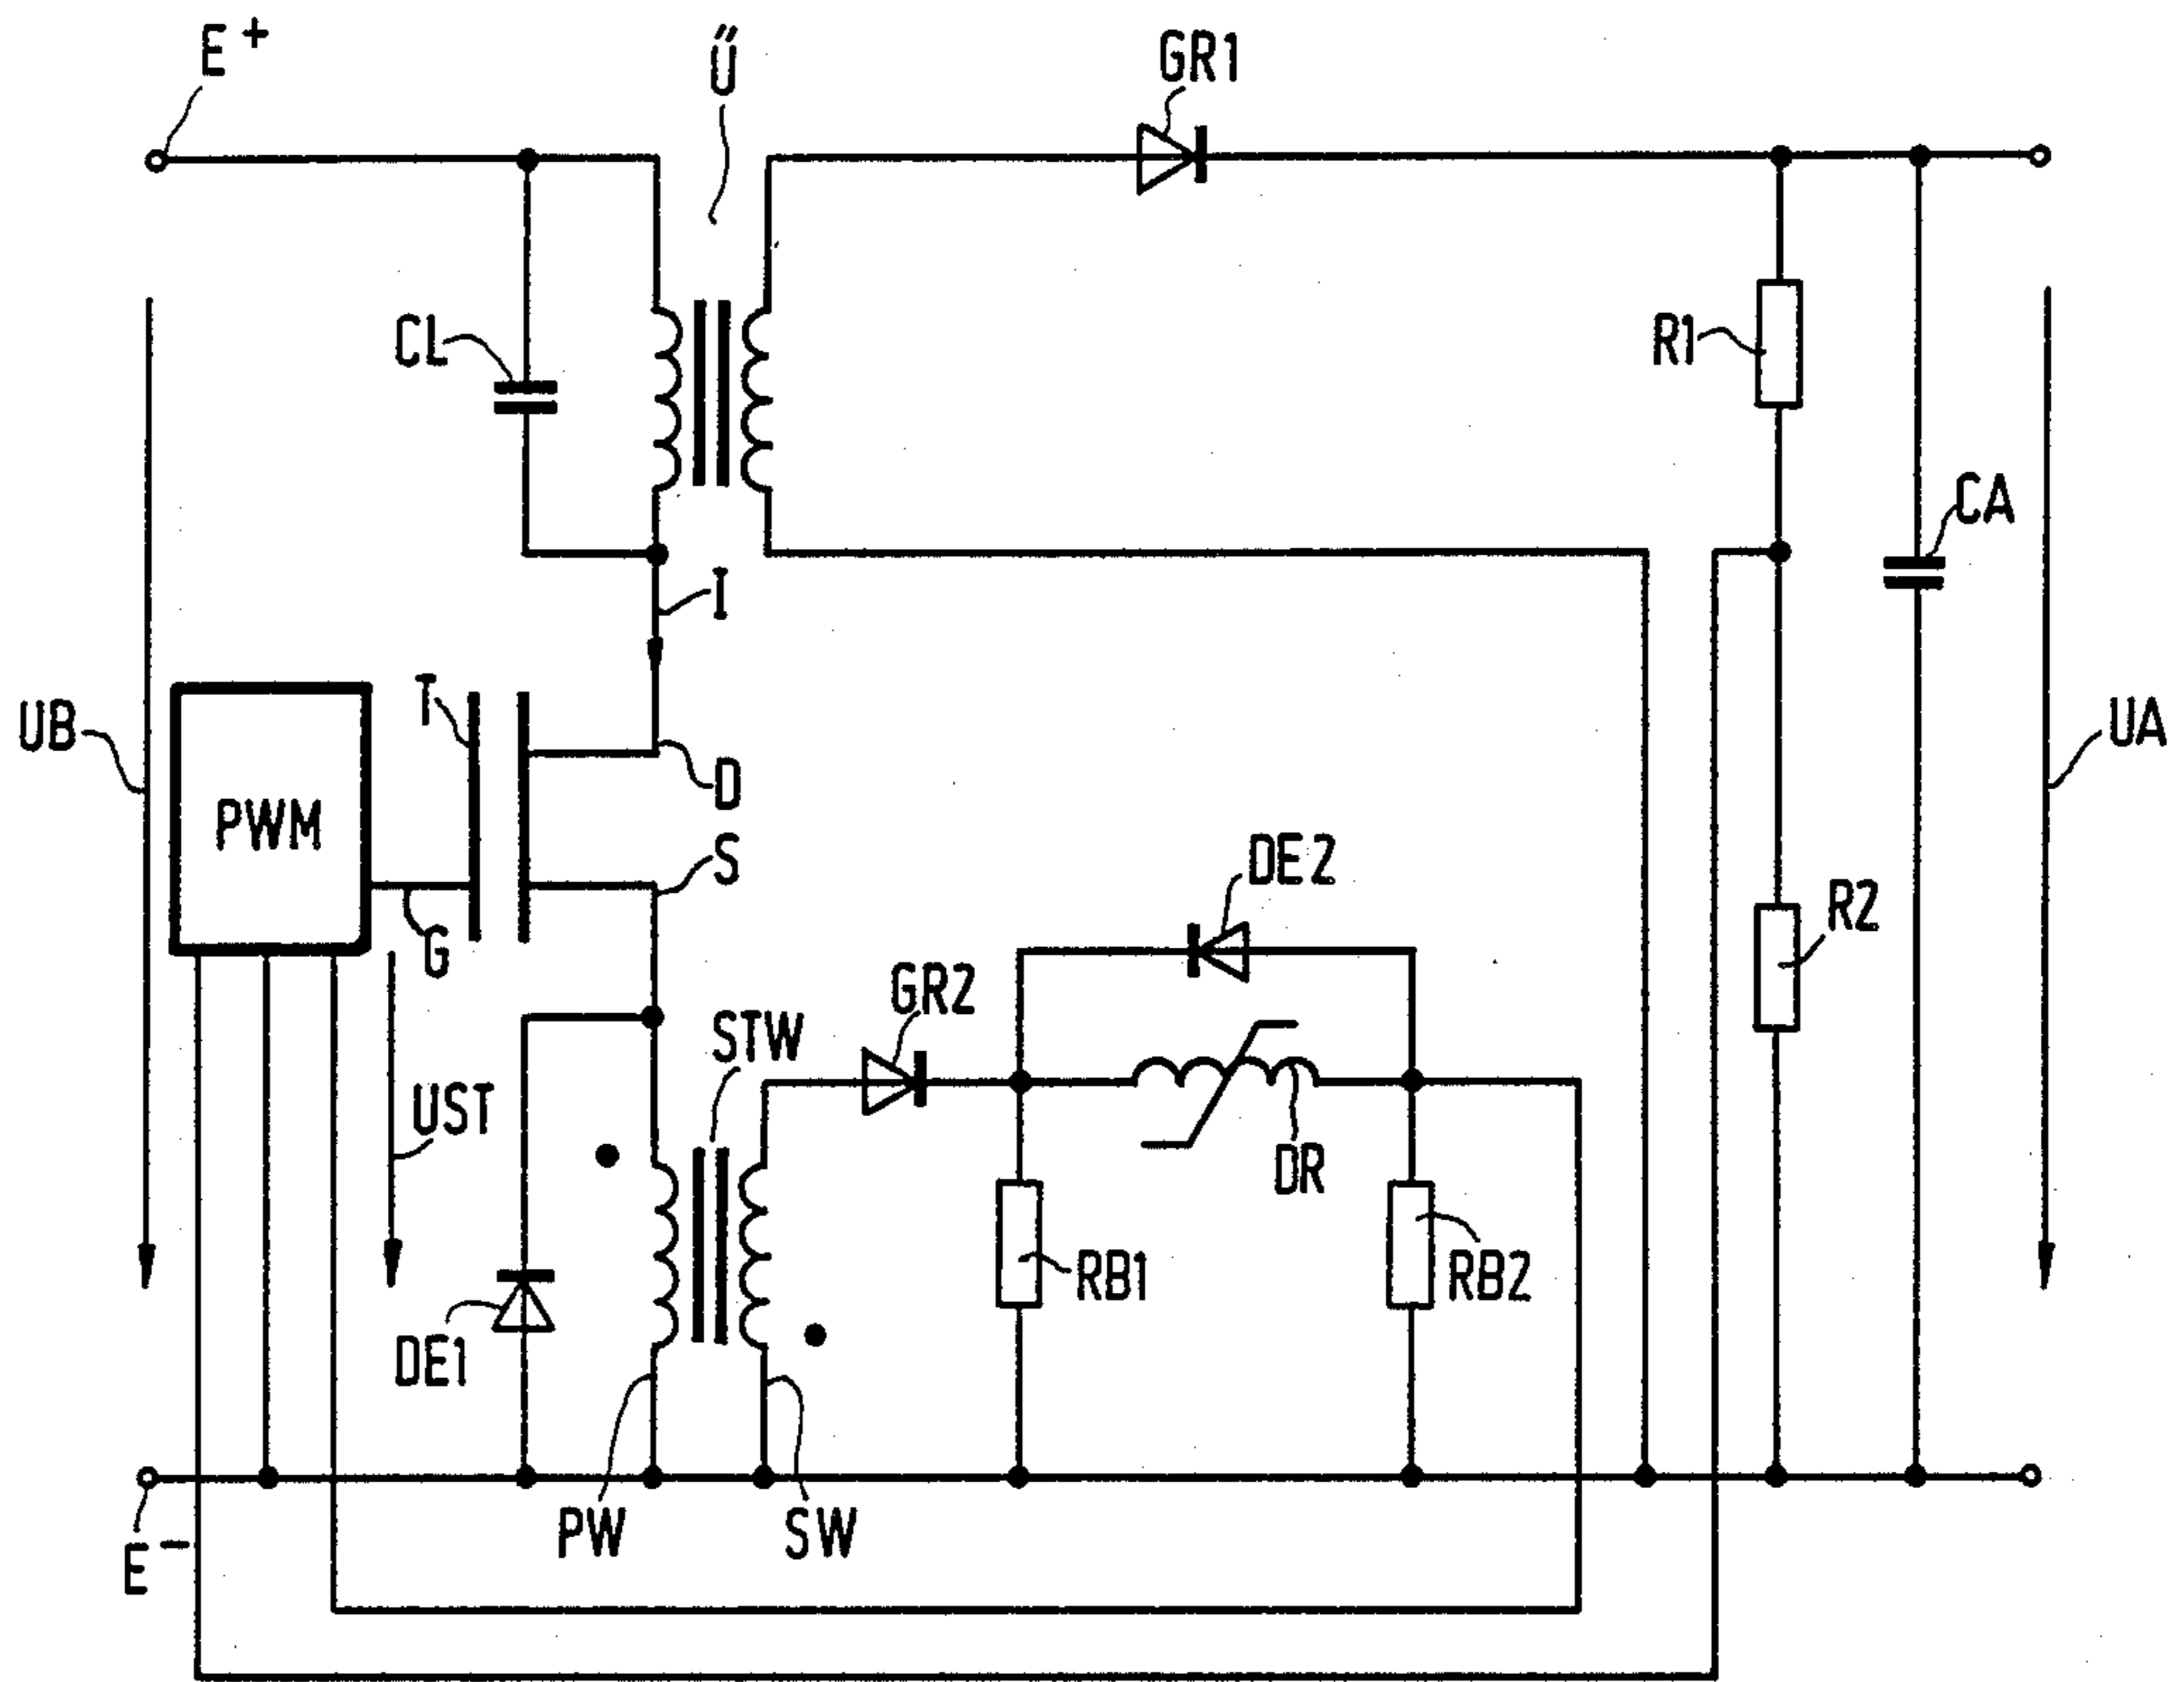 E+
Ü
GR1
CL
R1
CA
I
T
UB
D
UA
PWM
S
DE2
R2
G
GR2
STW
UST
DR
RB1
RB2
DE1
PW
SW
E−